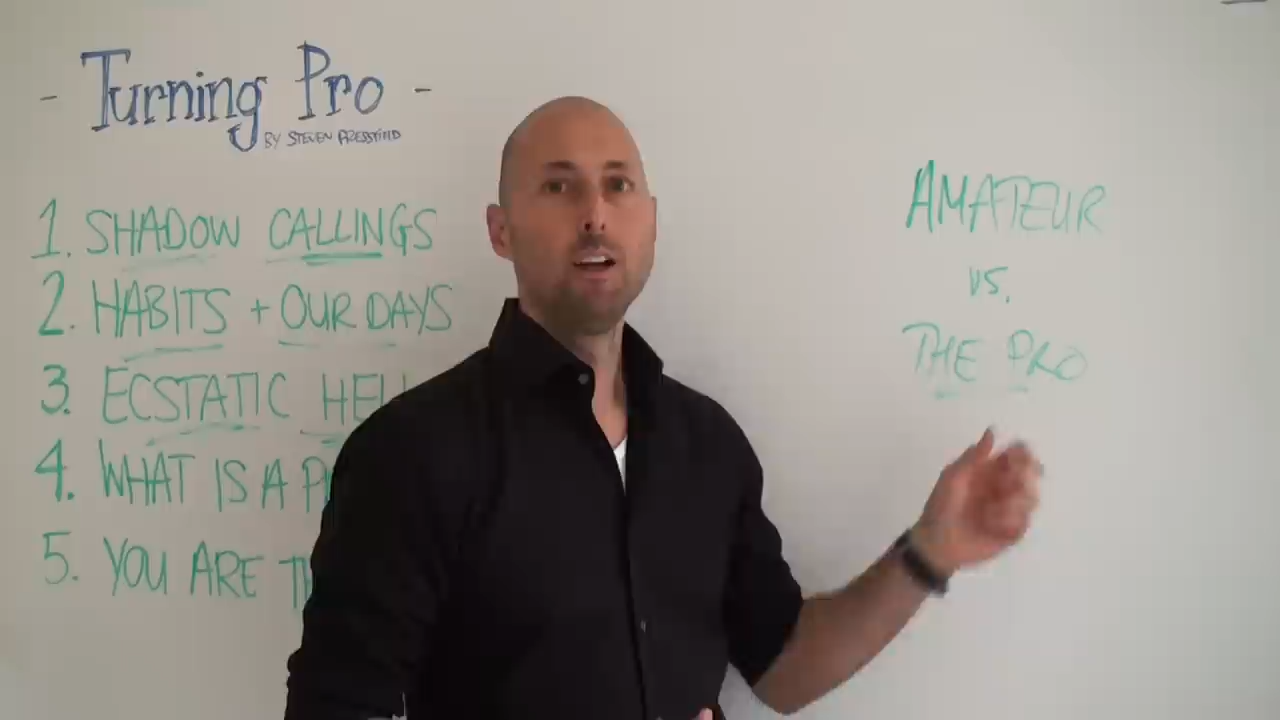 - Turning Pro -
BY STEVEN PRESSFIELD
1. SHADOW CALLINGS
2. HABITS + OUR DAYS
3. ECSTATIC HEL
4. WHAT IS A P
5. YOU ARE TH
AMATEUR
VS.
THE PRO